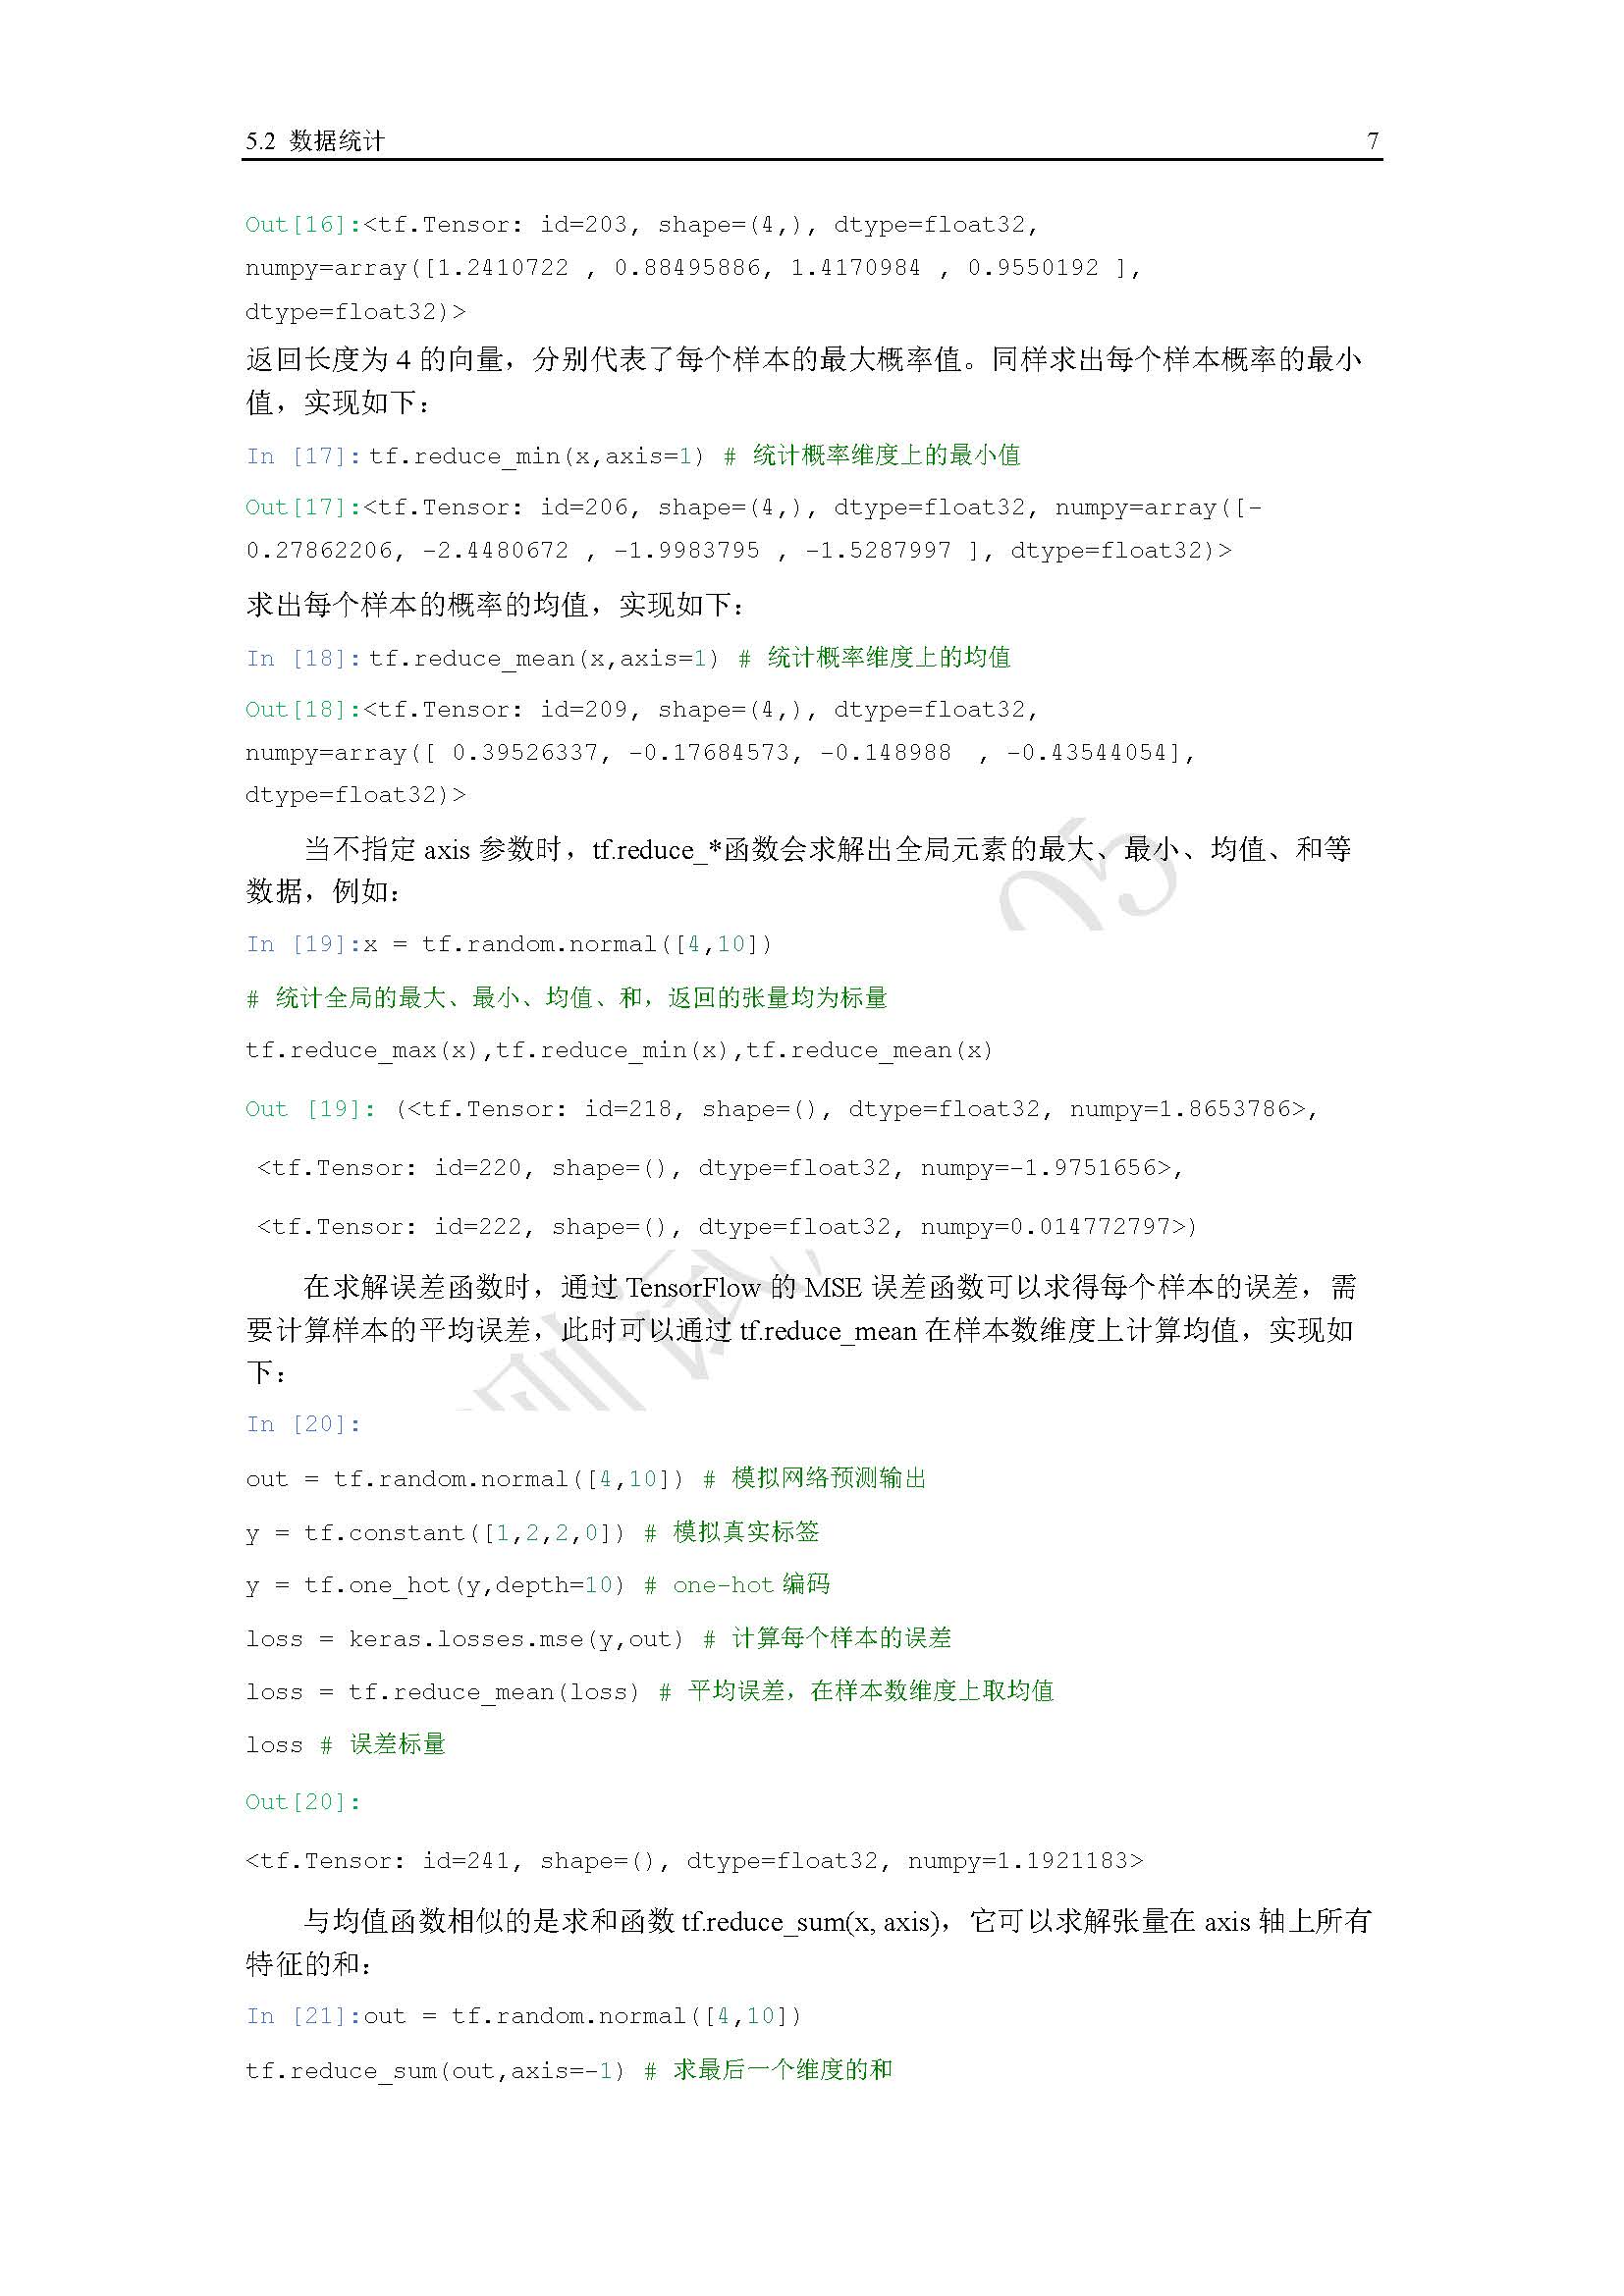 5.2 数据统计 7
Out[16]:<tf.Tensor: id=203, shape=(4,), dtype=float32,
numpy=array([1.2410722 , 0.88495886, 1.4170984 , 0.9550192 ],
dtype=float32)>
返回长度为 4 的向量，分别代表了每个样本的最大概率值。同样求出每个样本概率的最小
值，实现如下：
In [17]: tf.reduce_min(x,axis=1) # 统计概率维度上的最小值
Out[17]:<tf.Tensor: id=206, shape=(4,), dtype=float32, numpy=array([-
0.27862206, -2.4480672 , -1.9983795 , -1.5287997 ], dtype=float32)>
求出每个样本的概率的均值，实现如下：
In [18]: tf.reduce_mean(x,axis=1) # 统计概率维度上的均值
Out[18]:<tf.Tensor: id=209, shape=(4,), dtype=float32,
numpy=array([ 0.39526337, -0.17684573, -0.148988  , -0.43544054],
dtype=float32)>
当不指定 axis 参数时，tf.reduce_*函数会求解出全局元素的最大、最小、均值、和等
数据，例如：
In [19]:x = tf.random.normal([4,10])
# 统计全局的最大、最小、均值、和，返回的张量均为标量
tf.reduce_max(x),tf.reduce_min(x),tf.reduce_mean(x)
Out [19]: (<tf.Tensor: id=218, shape=(), dtype=float32, numpy=1.8653786>,
<tf.Tensor: id=220, shape=(), dtype=float32, numpy=-1.9751656>,
<tf.Tensor: id=222, shape=(), dtype=float32, numpy=0.014772797>)
在求解误差函数时，通过 TensorFlow 的 MSE 误差函数可以求得每个样本的误差，需
要计算样本的平均误差，此时可以通过 tf.reduce_mean 在样本数维度上计算均值，实现如
下：
In [20]:
out = tf.random.normal([4,10]) # 模拟网络预测输出
y = tf.constant([1,2,2,0]) # 模拟真实标签
y = tf.one_hot(y,depth=10) # one-hot 编码
loss = keras.losses.mse(y,out) # 计算每个样本的误差
loss = tf.reduce_mean(loss) # 平均误差，在样本数维度上取均值
loss # 误差标量
Out[20]:
<tf.Tensor: id=241, shape=(), dtype=float32, numpy=1.1921183>
与均值函数相似的是求和函数 tf.reduce_sum(x, axis)，它可以求解张量在 axis 轴上所有
特征的和：
In [21]:out = tf.random.normal([4,10])
tf.reduce_sum(out,axis=-1) # 求最后一个维度的和